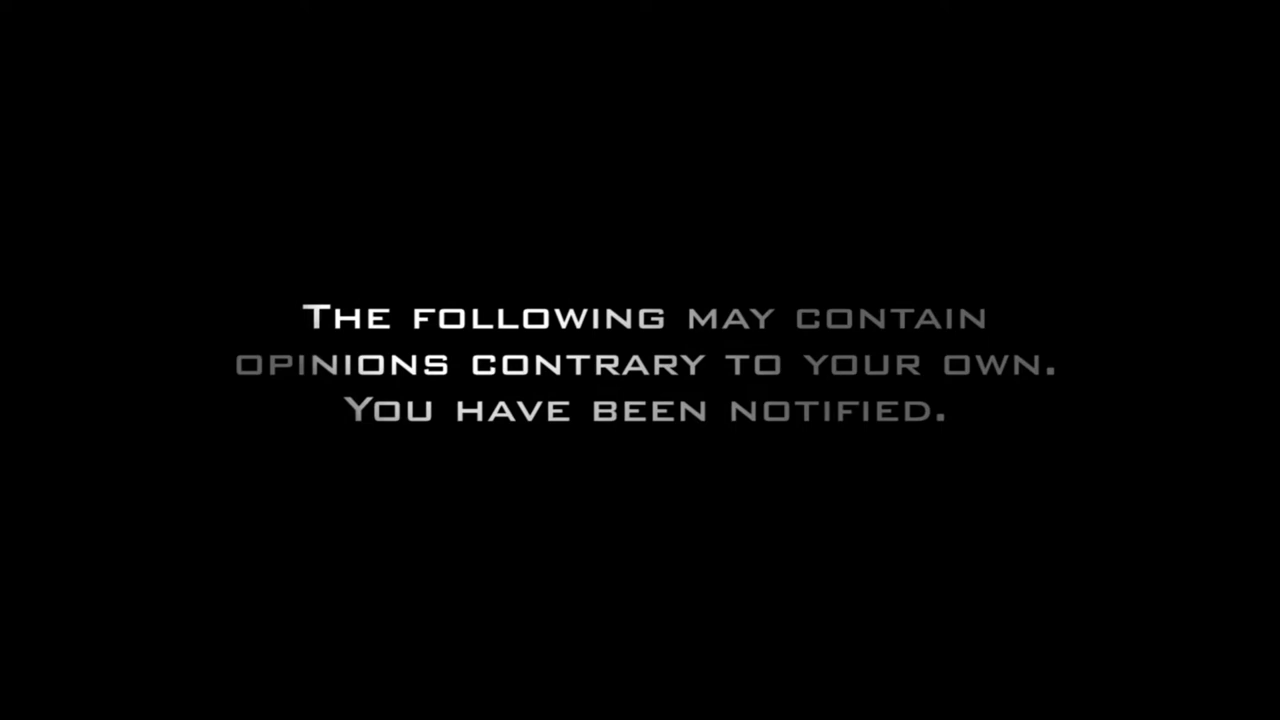 The following may contain
opinions contrary to your own.
You have been notified.